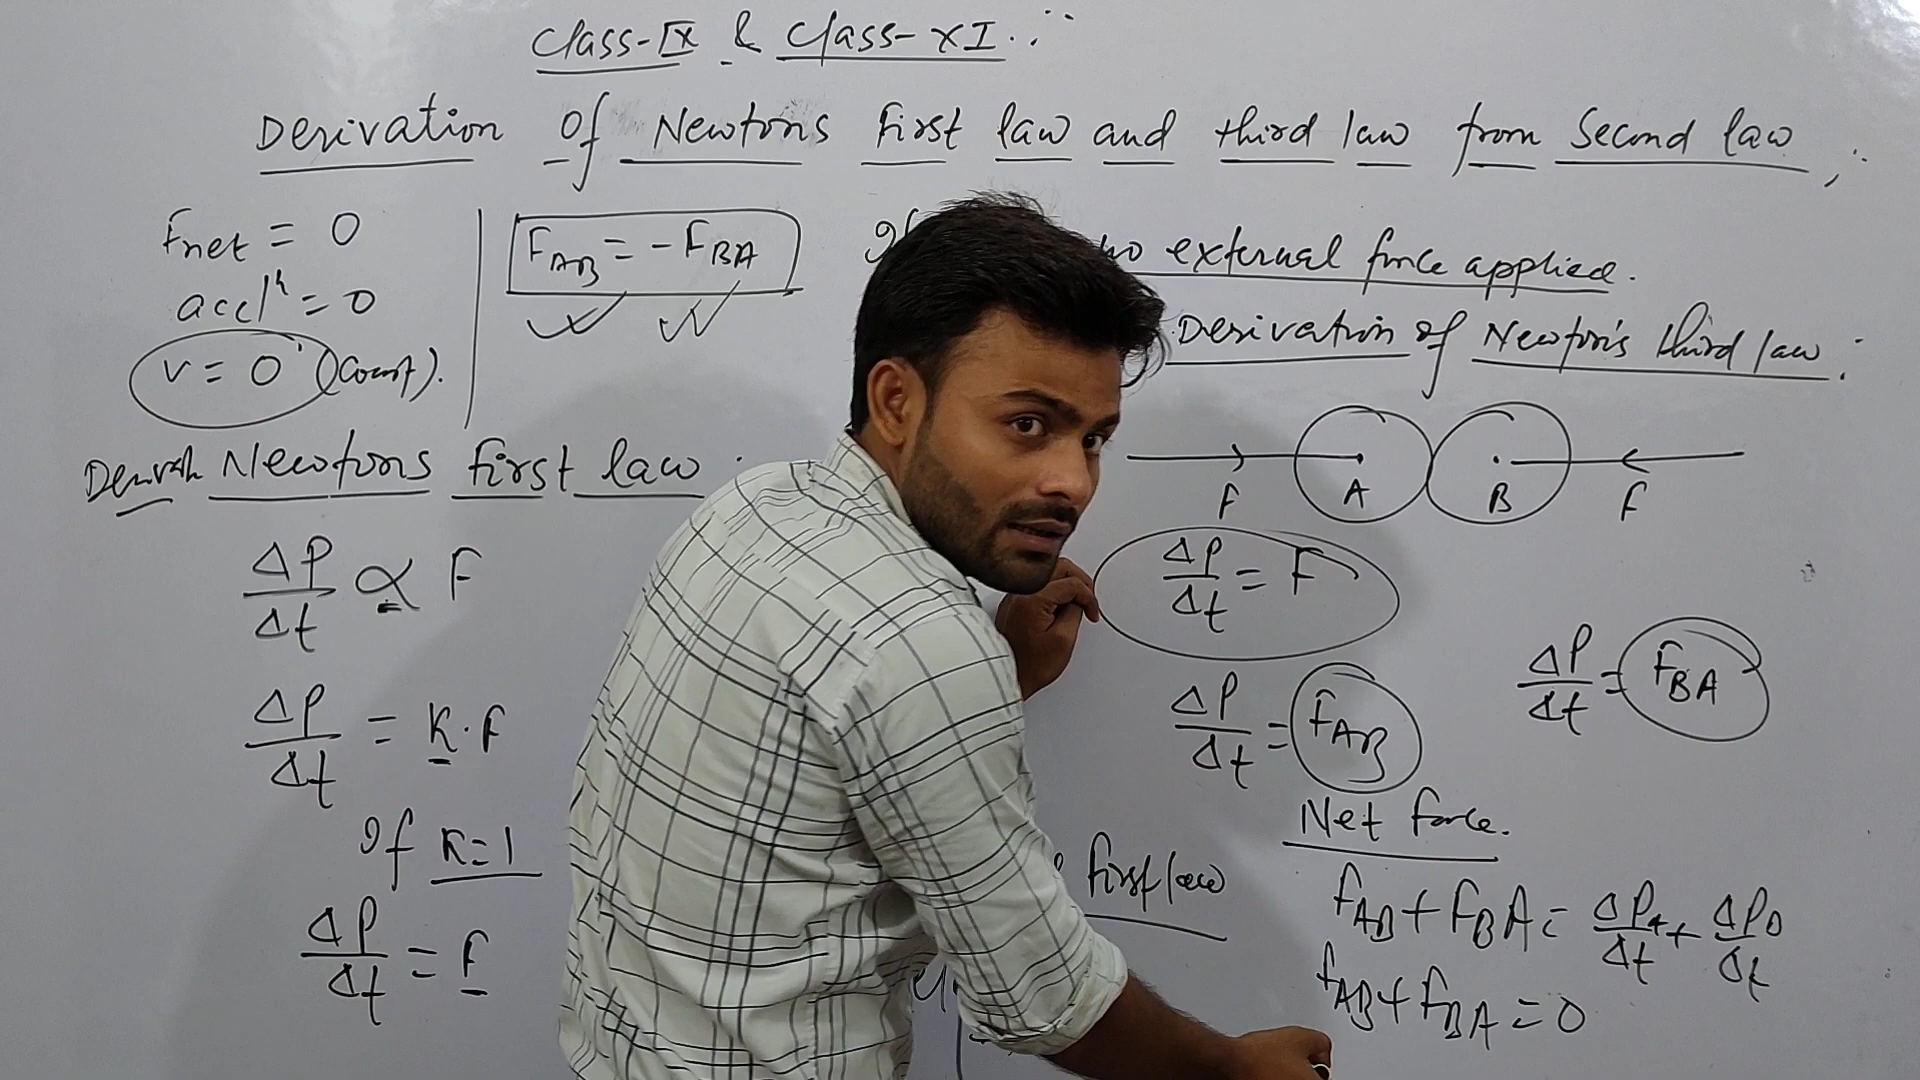 Class-IX & Class-XI.
Derivation Of Newtons First law and third law from Second law;
Fnet = 0
accⁿ = 0
v = 0 (const).
F_AB = -F_BA
If
no external force applied.
Derivation of Newton's third law:
Newtons first law.
ΔP/Δt ∝ F
ΔP/Δt = K.F
If K=1
ΔP/Δt = F
first law
F A B F
ΔP/Δt = F
ΔP/Δt = F_AB
ΔP/Δt = F_BA
Net force.
F_AB + F_BA = ΔP_A/Δt + ΔP_B/Δt
F_AB + F_BA = 0